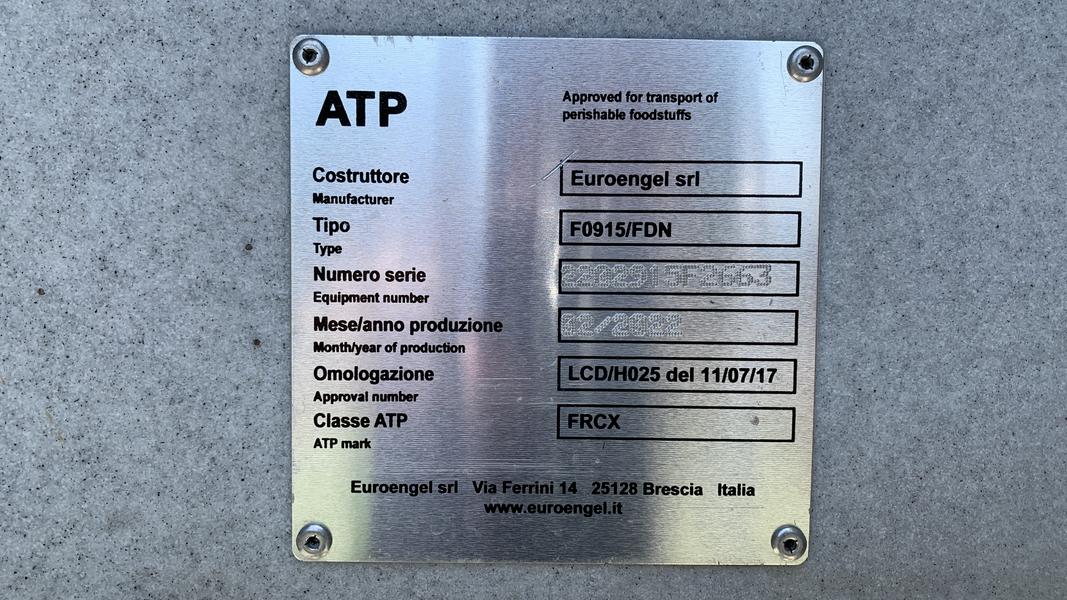 ATP
Approved for transport of
perishable foodstuffs
Costruttore
Manufacturer
Euroengel srl
Tipo
Type
F0915/FDN
Numero serie
Equipment number
Mese/anno produzione
Month/year of production
02/2022
Omologazione
Approval number
LCD/H025 del 11/07/17
Classe ATP
ATP mark
FRCX
Euroengel srl Via Ferrini 14 25128 Brescia Italia
www.euroengel.it